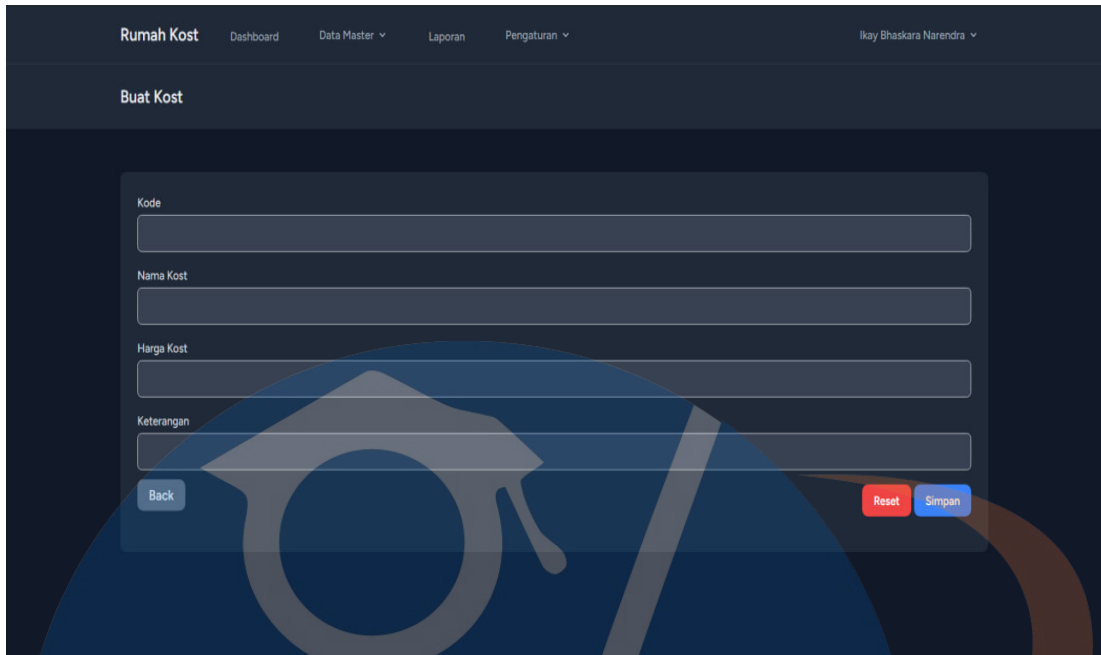 Rumah Kost Dashboard Data Master Laporan Pengaturan Ikay Bhaskara Narendra
Buat Kost
Kode
Nama Kost
Harga Kost
Keterangan
Back Reset Simpan